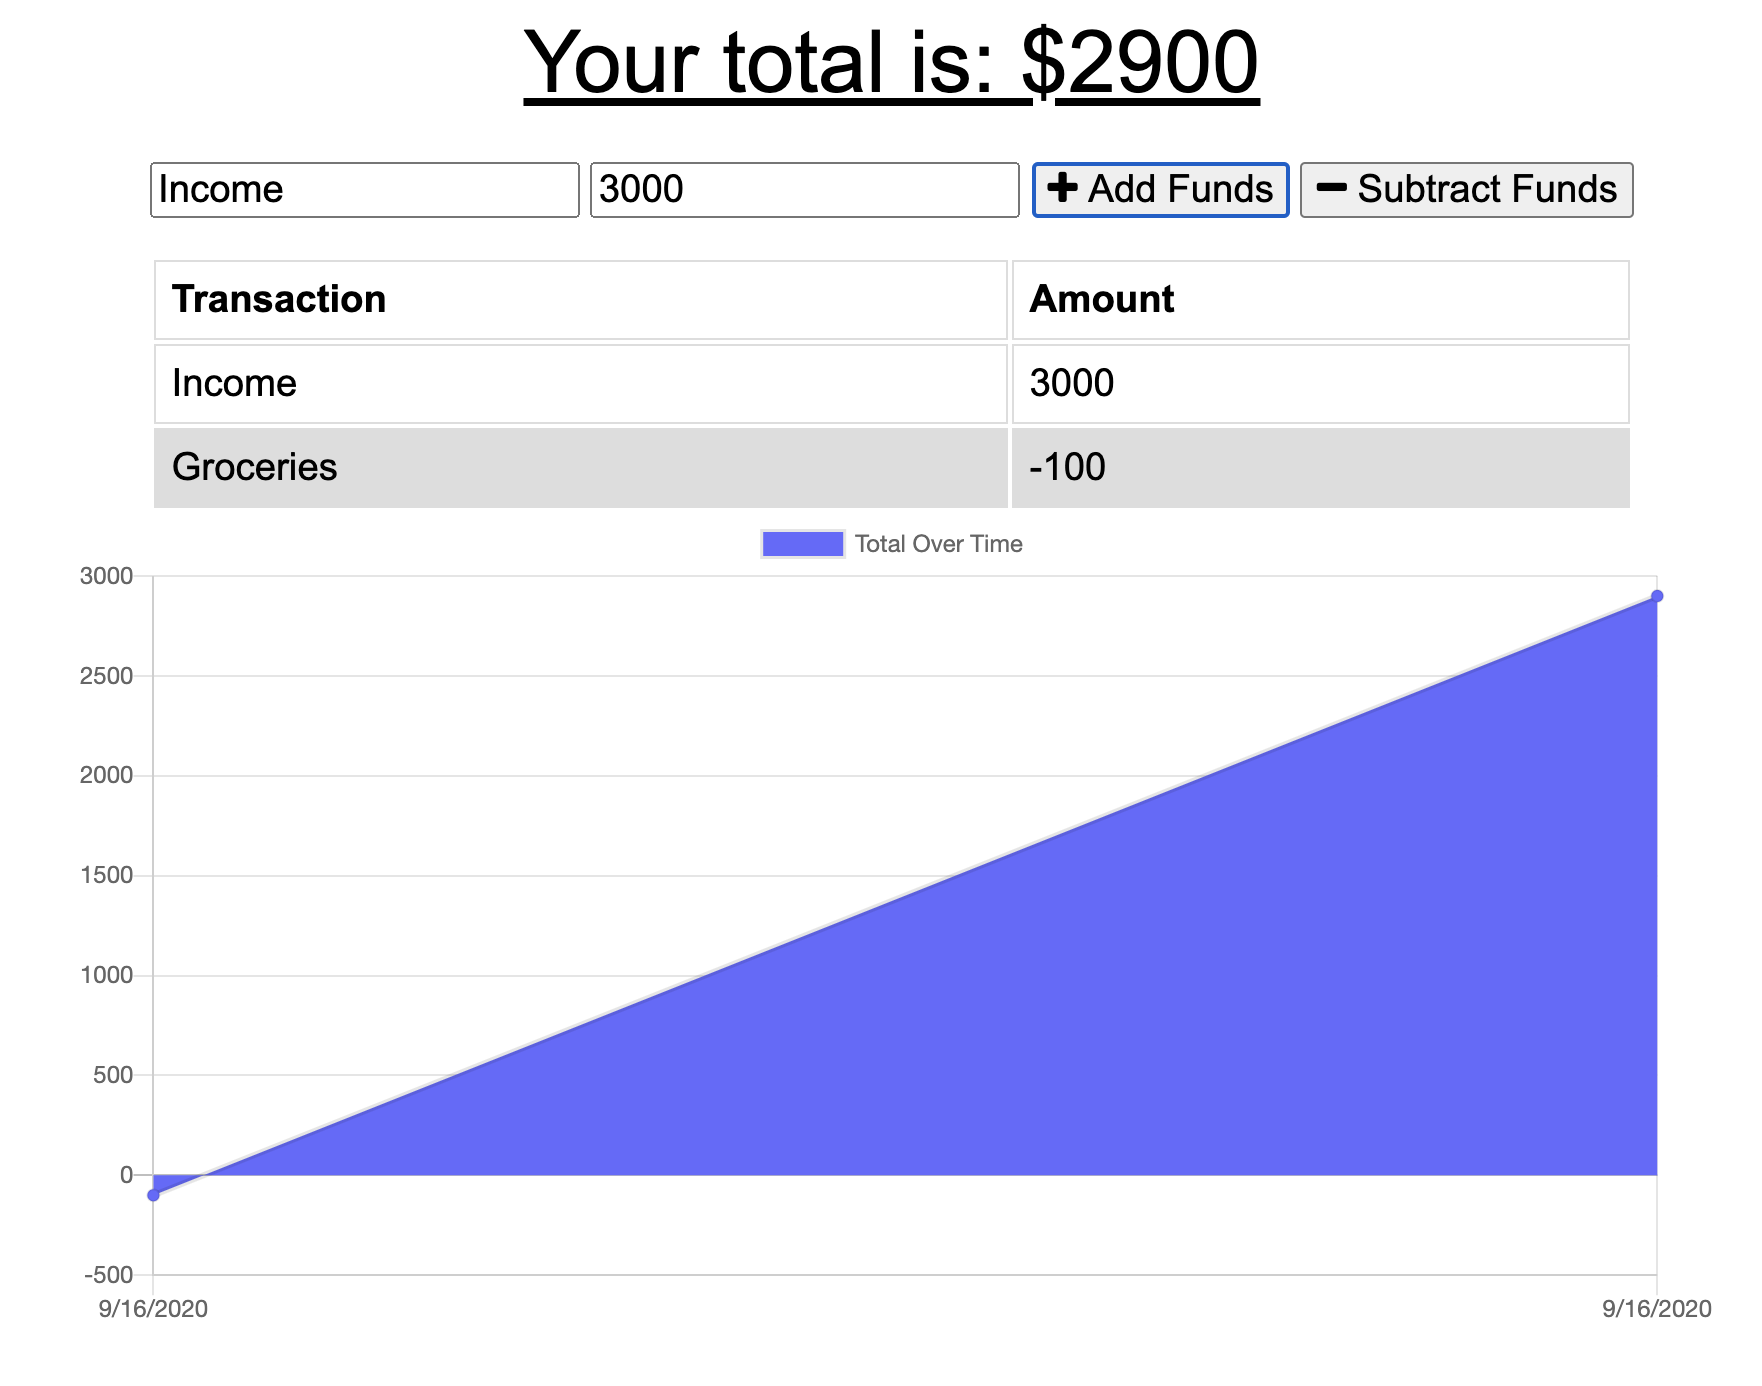 Your total is: $2900
Income 3000 Add Funds Subtract Funds
Transaction Amount
Income 3000
Groceries -100
Total Over Time
3000
2500
2000
1500
1000
500
0
-500
9/16/2020 9/16/2020